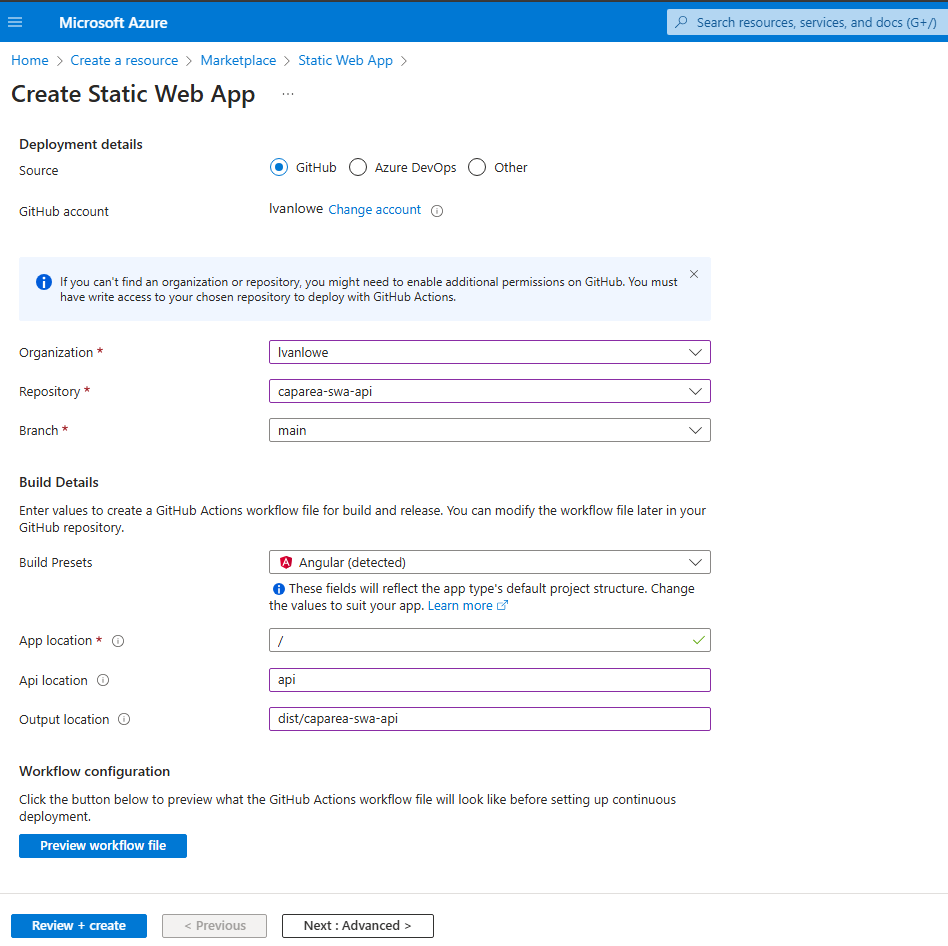 Microsoft Azure
Search resources, services, and docs (G+/)
Home > Create a resource > Marketplace > Static Web App >
Create Static Web App ...
Deployment details
Source
GitHub
Azure DevOps
Other
GitHub account
lvanlowe Change account
If you can't find an organization or repository, you might need to enable additional permissions on GitHub. You must
have write access to your chosen repository to deploy with GitHub Actions.
Organization *
lvanlowe
Repository *
caparea-swa-api
Branch *
main
Build Details
Enter values to create a GitHub Actions workflow file for build and release. You can modify the workflow file later in your
GitHub repository.
Build Presets
Angular (detected)
These fields will reflect the app type's default project structure. Change
the values to suit your app. Learn more
App location *
/
Api location
api
Output location
dist/caparea-swa-api
Workflow configuration
Click the button below to preview what the GitHub Actions workflow file will look like before setting up continuous
deployment.
Preview workflow file
Review + create
< Previous
Next : Advanced >